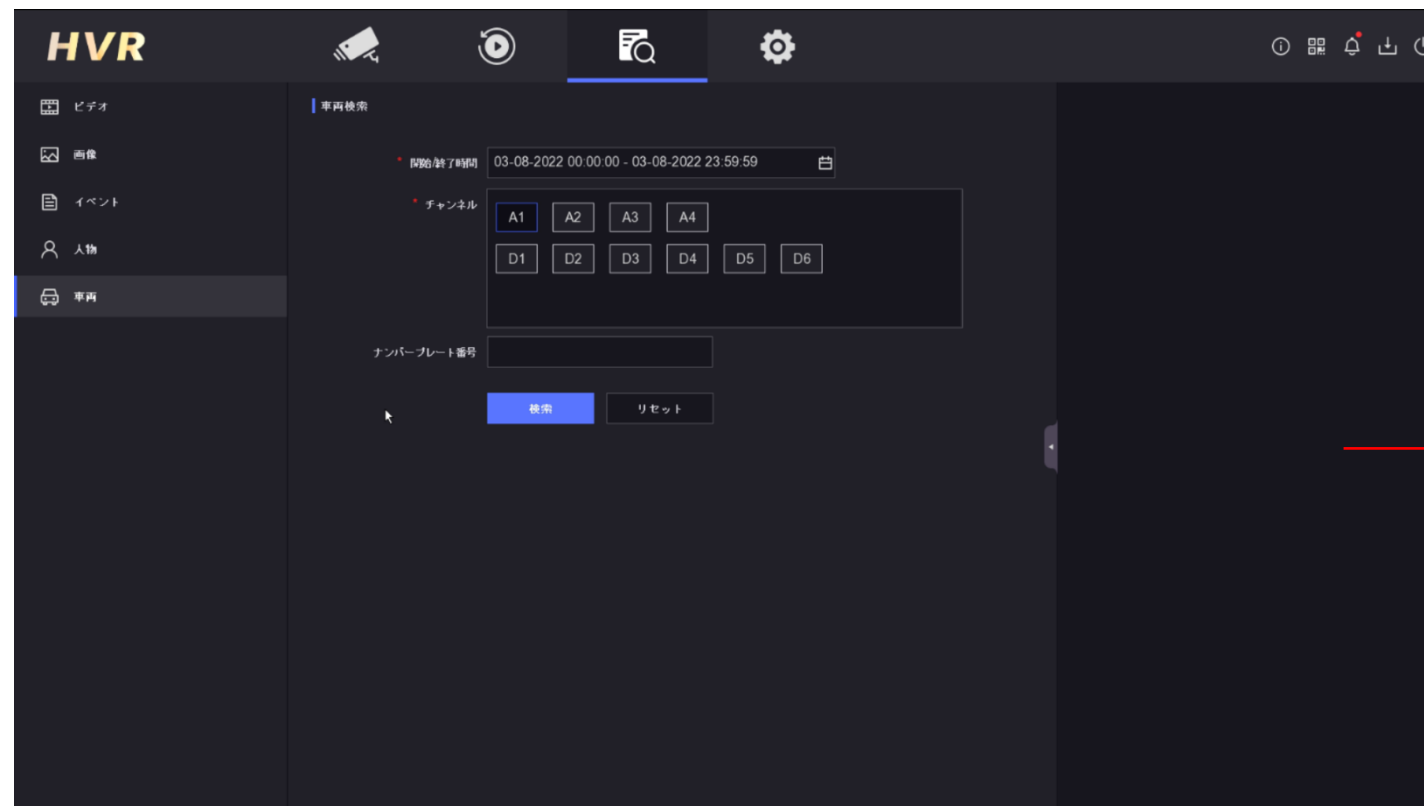 HVR
ビデオ
画像
イベント
人物
車両
車両検索
* 開始/終了時間 03-08-2022 00:00:00 - 03-08-2022 23:59:59
* チャンネル
A1 A2 A3 A4
D1 D2 D3 D4 D5 D6
ナンバープレート番号
検索 リセット